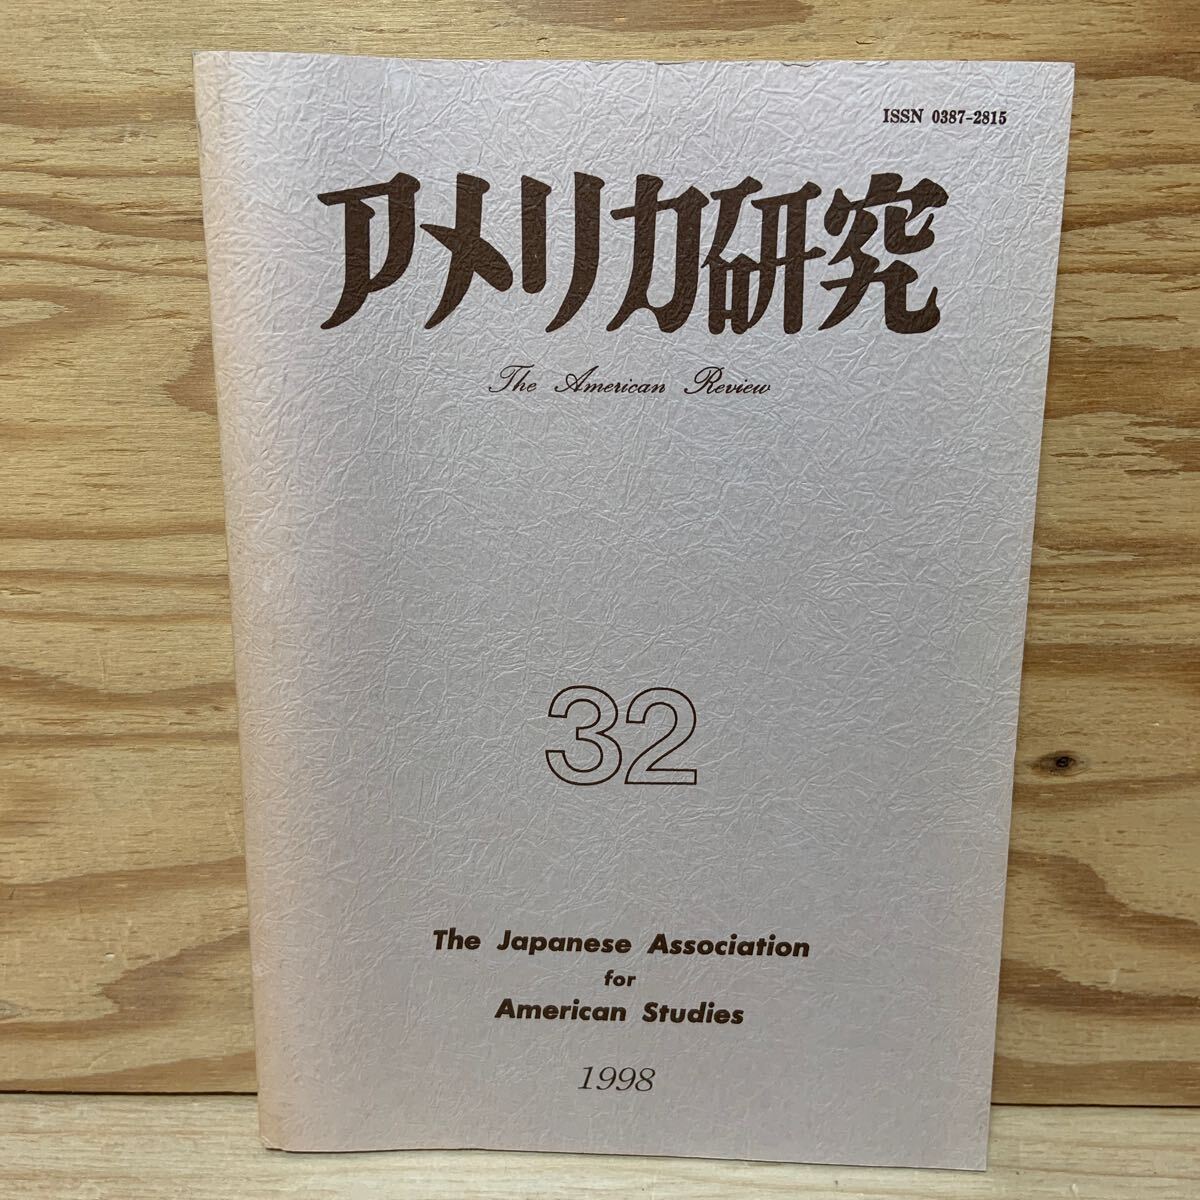 ISSN 0387-2815
アメリカ研究
The American Review
32
The Japanese Association
for
American Studies
1998